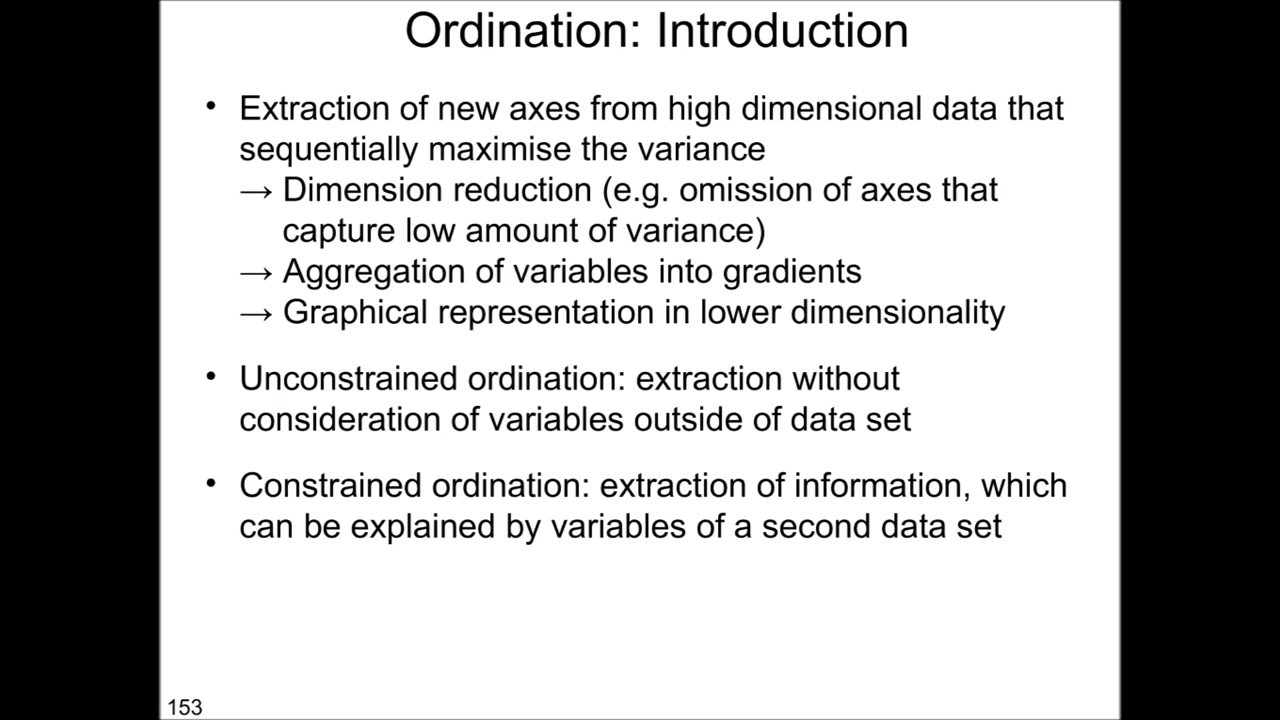 Ordination: Introduction
• Extraction of new axes from high dimensional data that
sequentially maximise the variance
→ Dimension reduction (e.g. omission of axes that
capture low amount of variance)
→ Aggregation of variables into gradients
→ Graphical representation in lower dimensionality
• Unconstrained ordination: extraction without
consideration of variables outside of data set
• Constrained ordination: extraction of information, which
can be explained by variables of a second data set
153